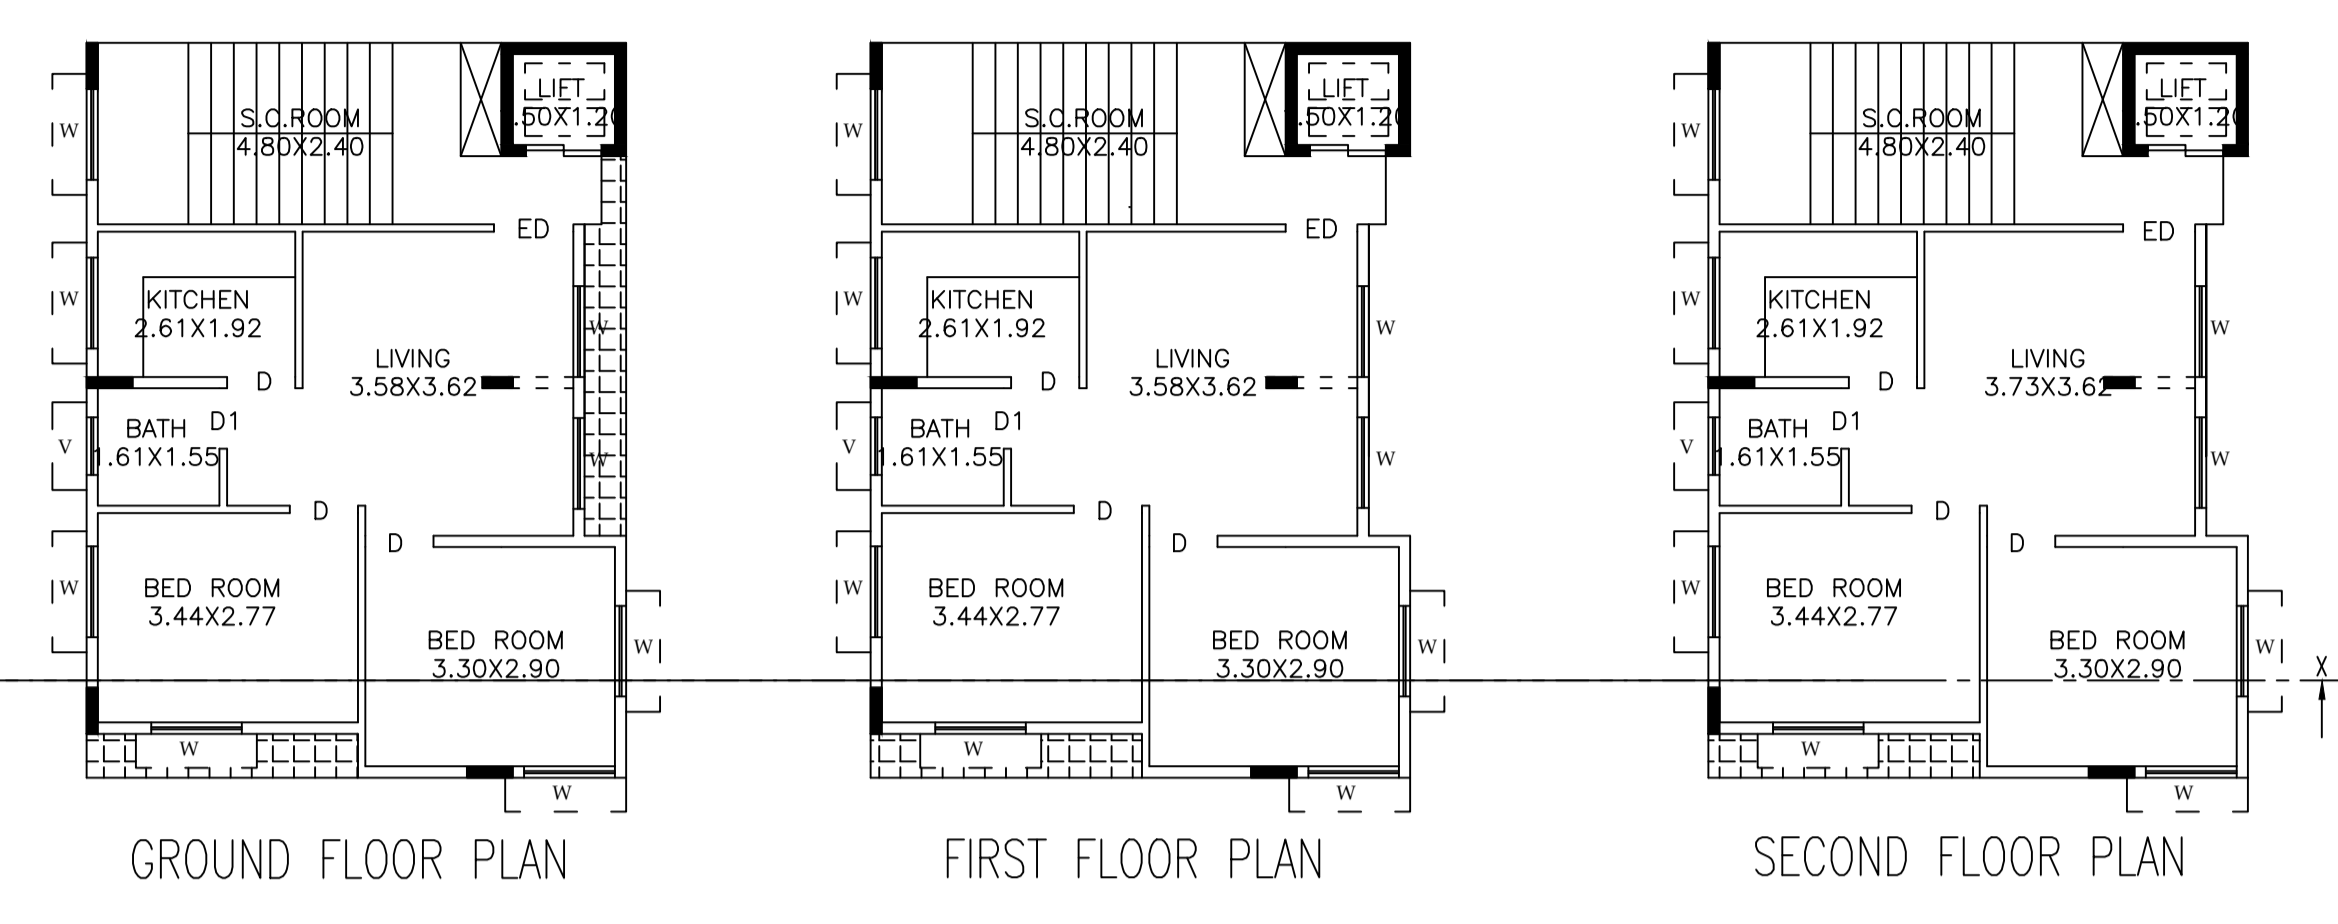 LIFT
.50X1.20
S.C.ROOM
4.80X2.40
W
ED
W
KITCHEN
2.61X1.92
W
LIVING
3.58X3.62
D
D1
BATH
1.61X1.55
V
W
D
D
BED ROOM
3.44X2.77
W
BED ROOM
3.30X2.90
W
W
W
GROUND FLOOR PLAN
LIFT
.50X1.20
S.C.ROOM
4.80X2.40
W
ED
W
KITCHEN
2.61X1.92
W
LIVING
3.58X3.62
D
D1
BATH
1.61X1.55
V
W
D
D
BED ROOM
3.44X2.77
W
BED ROOM
3.30X2.90
W
W
W
FIRST FLOOR PLAN
LIFT
.50X1.20
S.C.ROOM
4.80X2.40
W
ED
W
KITCHEN
2.61X1.92
W
LIVING
3.73X3.62
D
D1
BATH
1.61X1.55
V
W
D
D
BED ROOM
3.44X2.77
W
BED ROOM
3.30X2.90
W
X
W
W
SECOND FLOOR PLAN